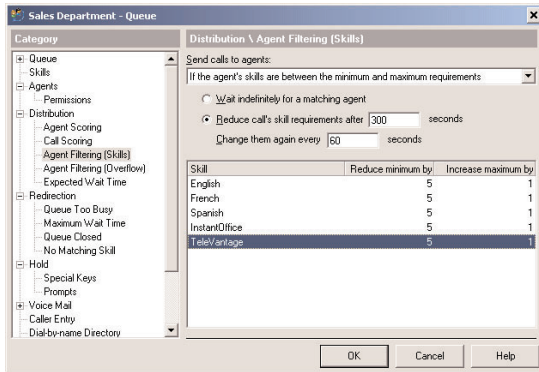 Sales Department - Queue
Category
Distribution \ Agent Filtering (Skills)
Queue
Skills
Agents
Permissions
Distribution
Agent Scoring
Call Scoring
Agent Filtering (Skills)
Agent Filtering (Overflow)
Expected Wait Time
Redirection
Queue Too Busy
Maximum Wait Time
Queue Closed
No Matching Skill
Hold
Special Keys
Prompts
Voice Mail
Caller Entry
Dial-by-name Directory
Send calls to agents:
If the agent's skills are between the minimum and maximum requirements
Wait indefinitely for a matching agent
Reduce call's skill requirements after 300 seconds
Change them again every 60 seconds
Skill Reduce minimum by Increase maximum by
English 5 1
French 5 1
Spanish 5 1
InstantOffice 5 1
TeleVantage 5 1
OK Cancel Help